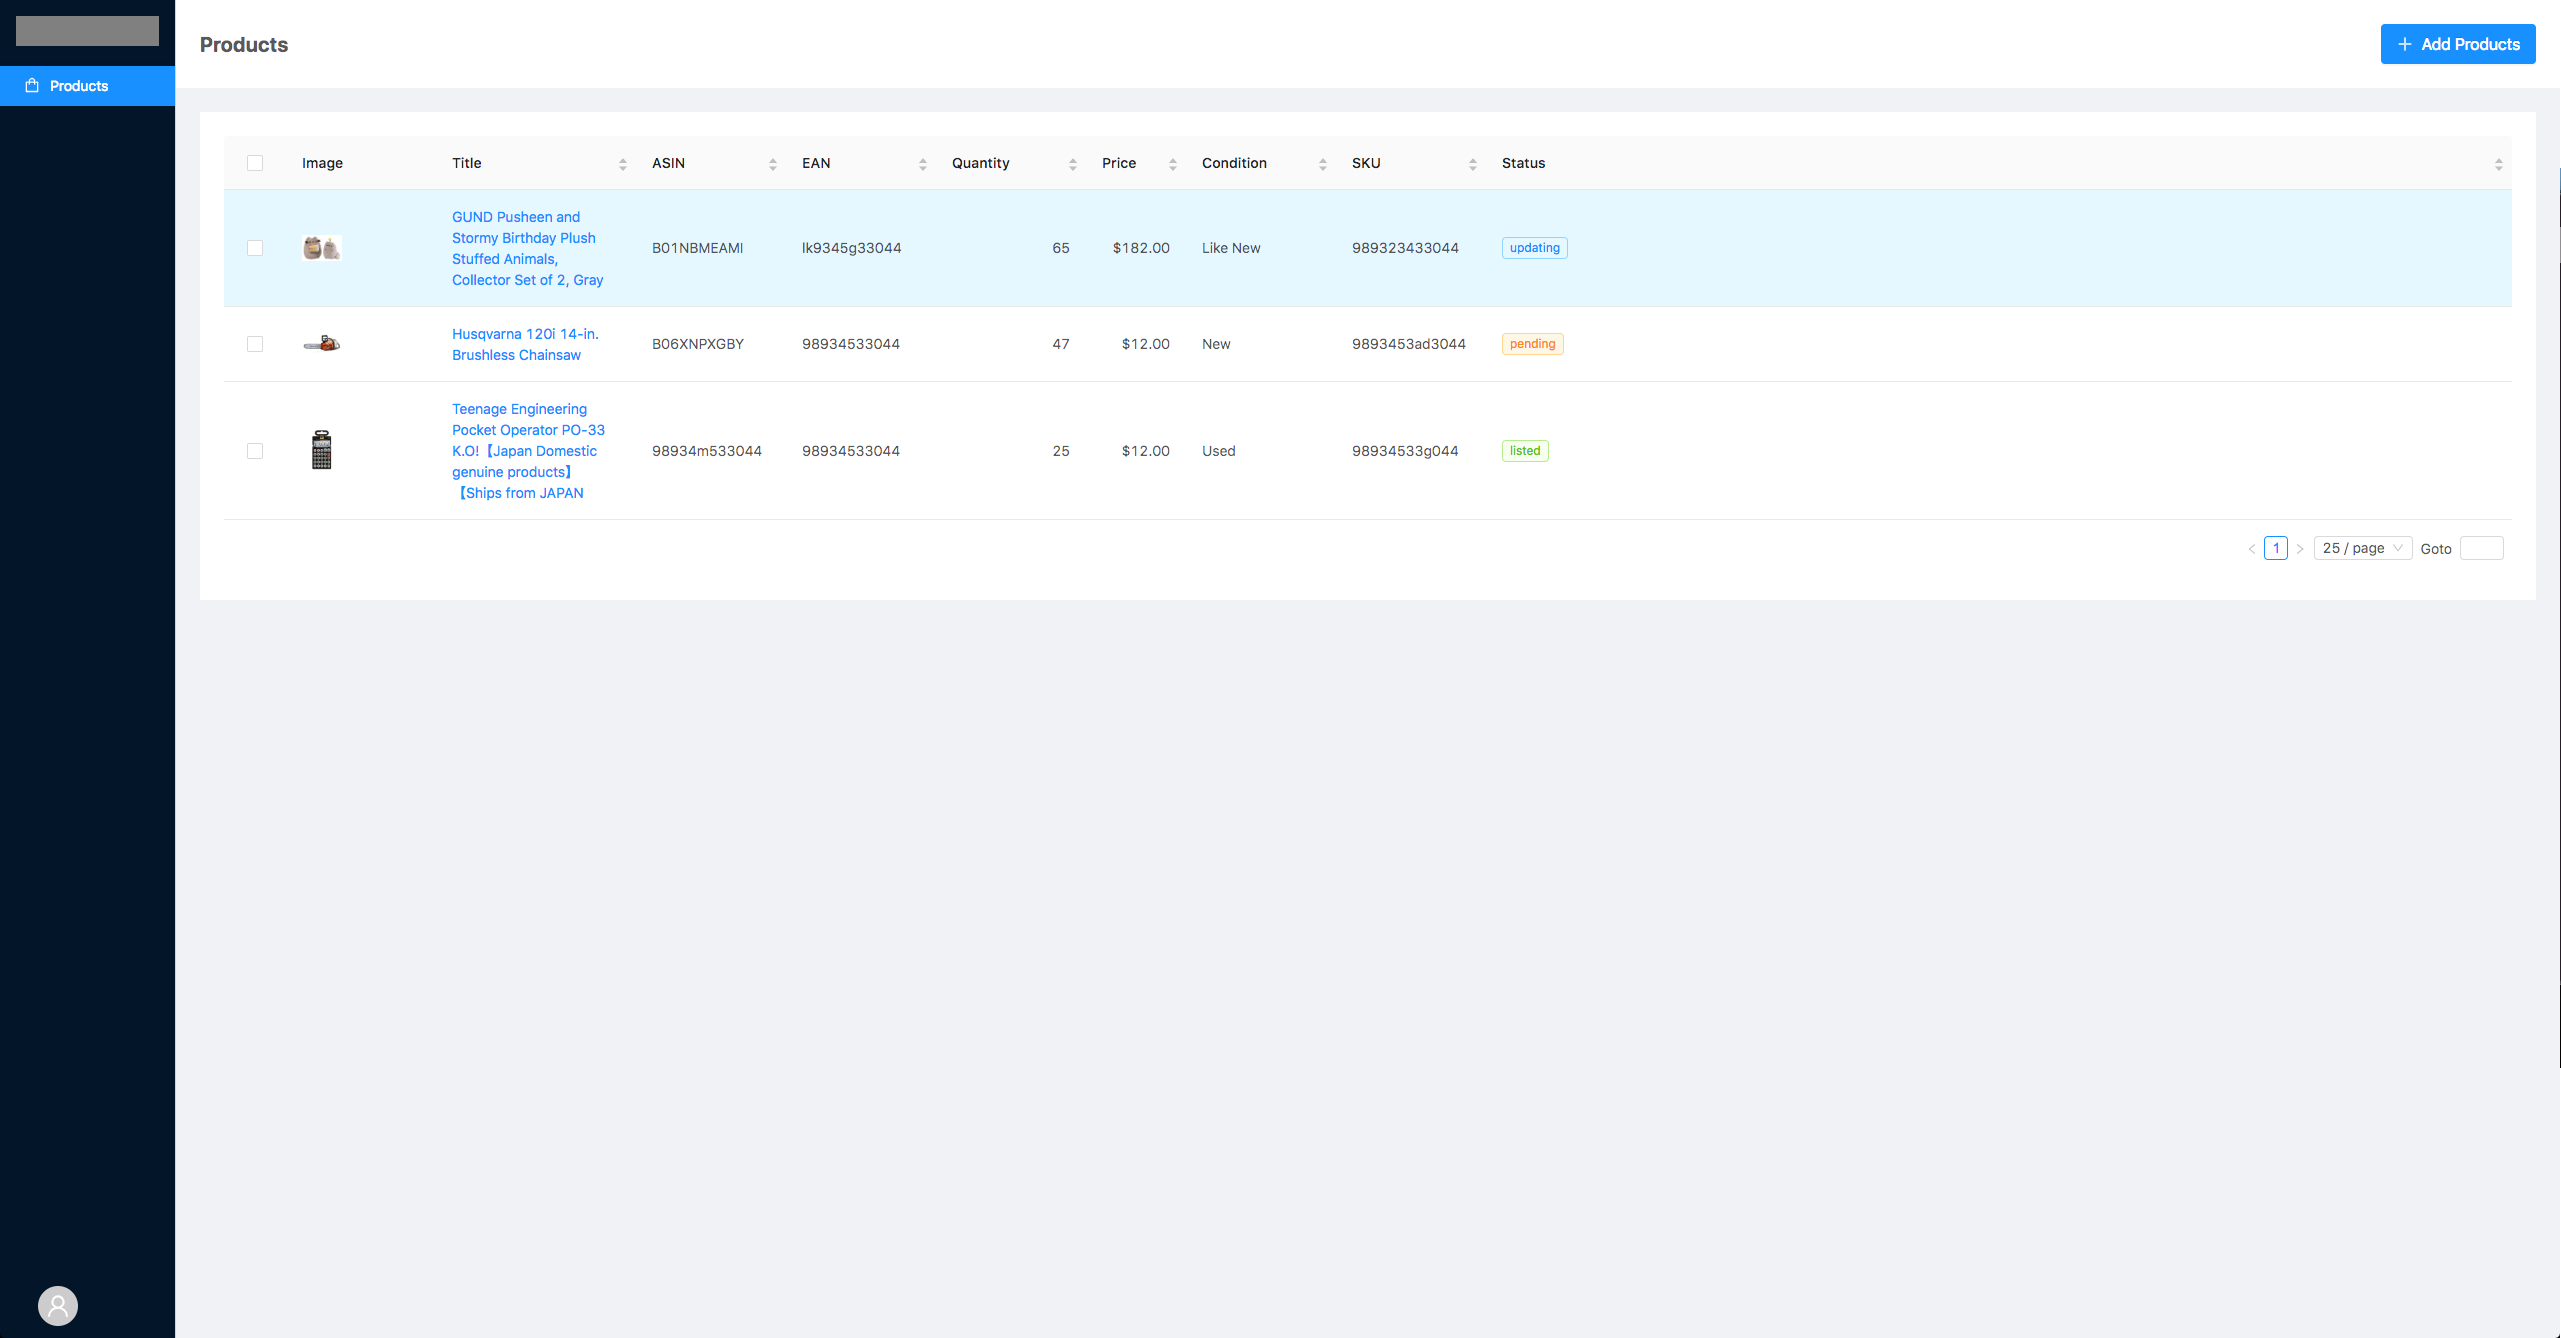 Products
Add Products
Products
Image Title ASIN EAN Quantity Price Condition SKU Status
GUND Pusheen and
Stormy Birthday Plush
Stuffed Animals,
Collector Set of 2, Gray
B01NBMEAMI lk9345g33044 65 $182.00 Like New 989323433044 updating
Husqvarna 120i 14-in.
Brushless Chainsaw
B06XNPXGBY 98934533044 47 $12.00 New 9893453ad3044 pending
Teenage Engineering
Pocket Operator PO-33
K.O!【Japan Domestic
genuine products】
【Ships from JAPAN
98934m533044 98934533044 25 $12.00 Used 98934533g044 listed
1 25 / page Goto